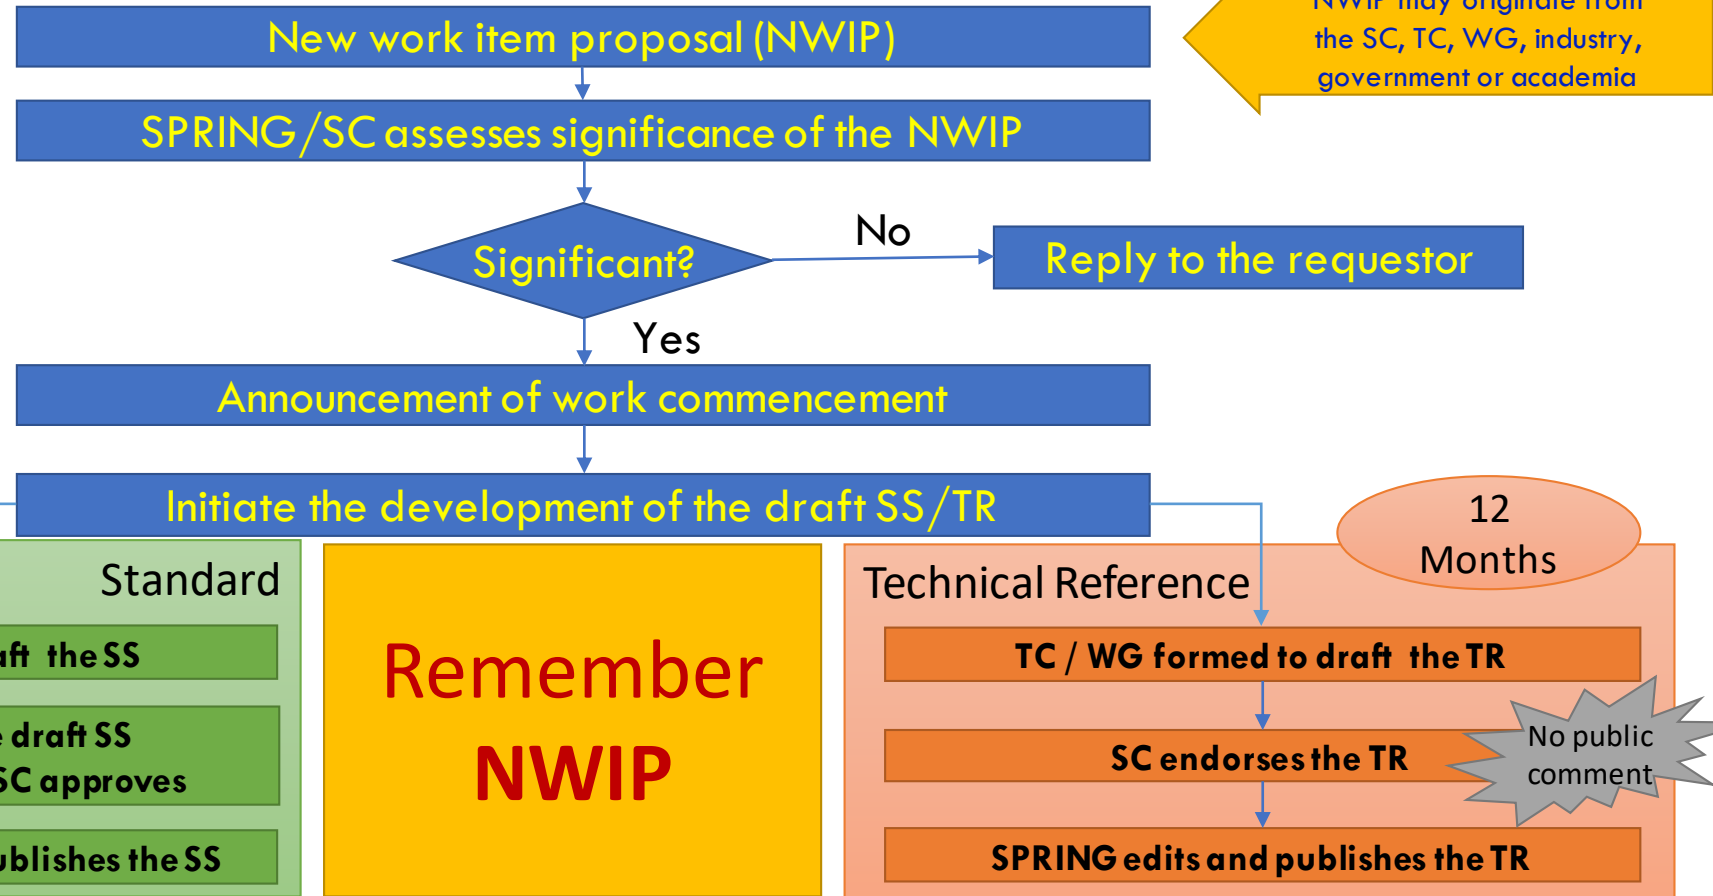 New work item proposal (NWIP)
NWIP may originate from
the SC, TC, WG, industry,
government or academia
SPRING/SC assesses significance of the NWIP
Significant?
No
Reply to the requestor
Yes
Announcement of work commencement
Initiate the development of the draft SS/TR
Standard
the SS
draft SS
SC approves
the SS
Remember
NWIP
12
Months
Technical Reference
TC / WG formed to draft the TR
SC endorses the TR
No public
comment
SPRING edits and publishes the TR